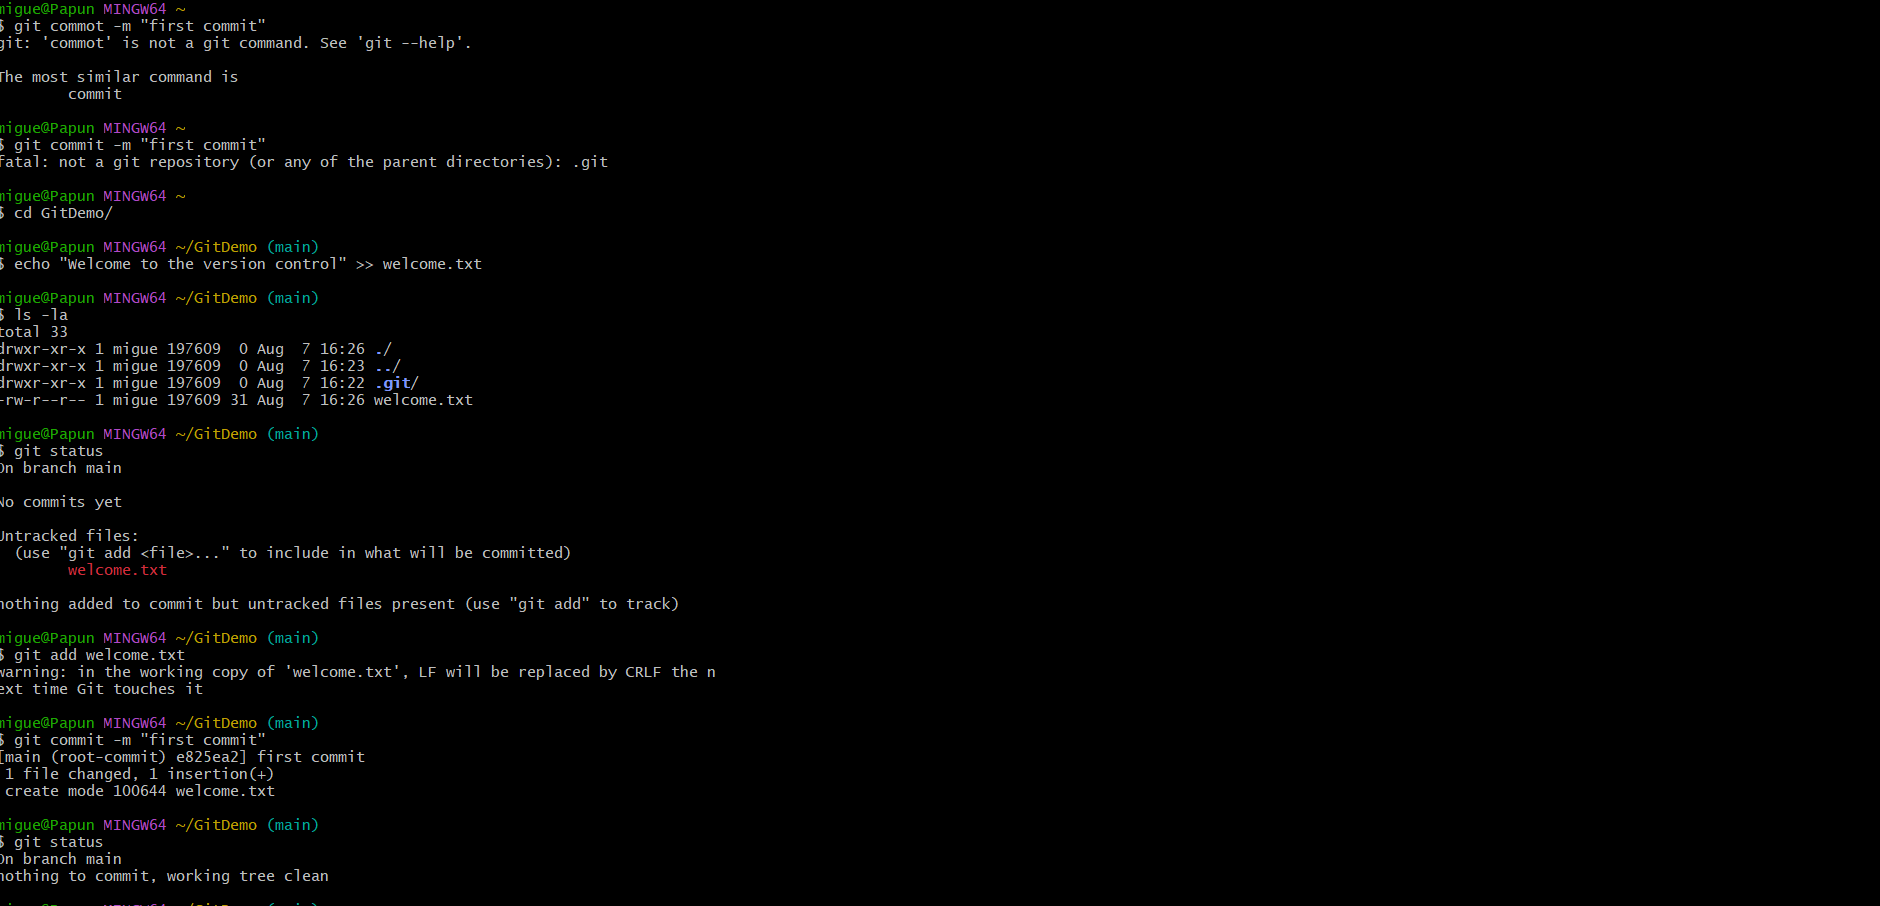 migue@Papun MINGW64 ~
$ git commot -m "first commit"
git: 'commot' is not a git command. See 'git --help'.
The most similar command is
        commit
migue@Papun MINGW64 ~
$ git commit -m "first commit"
fatal: not a git repository (or any of the parent directories): .git
migue@Papun MINGW64 ~
$ cd GitDemo/
migue@Papun MINGW64 ~/GitDemo (main)
$ echo "Welcome to the version control" >> welcome.txt
migue@Papun MINGW64 ~/GitDemo (main)
$ ls -la
total 33
drwxr-xr-x 1 migue 197609  0 Aug  7 16:26 ./
drwxr-xr-x 1 migue 197609  0 Aug  7 16:23 ../
drwxr-xr-x 1 migue 197609  0 Aug  7 16:22 .git/
-rw-r--r-- 1 migue 197609 31 Aug  7 16:26 welcome.txt
migue@Papun MINGW64 ~/GitDemo (main)
$ git status
On branch main
No commits yet
Untracked files:
  (use "git add <file>..." to include in what will be committed)
        welcome.txt
nothing added to commit but untracked files present (use "git add" to track)
migue@Papun MINGW64 ~/GitDemo (main)
$ git add welcome.txt
warning: in the working copy of 'welcome.txt', LF will be replaced by CRLF the n
ext time Git touches it
migue@Papun MINGW64 ~/GitDemo (main)
$ git commit -m "first commit"
[main (root-commit) e825ea2] first commit
 1 file changed, 1 insertion(+)
 create mode 100644 welcome.txt
migue@Papun MINGW64 ~/GitDemo (main)
$ git status
On branch main
nothing to commit, working tree clean